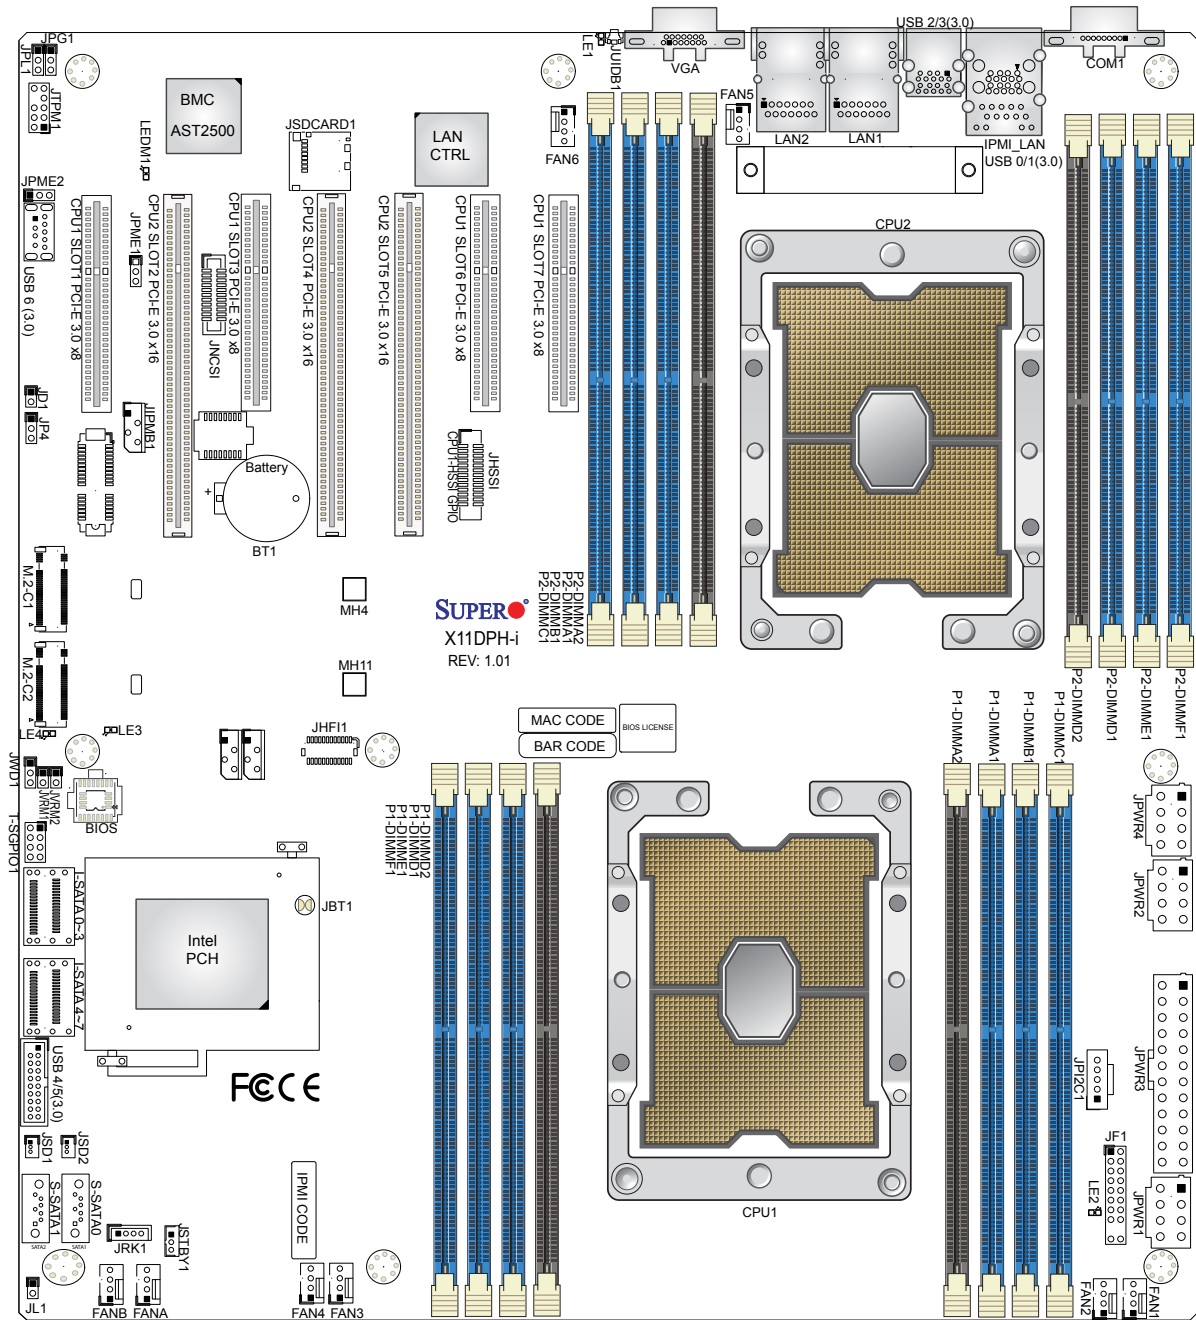 JPG1
JPL1
JTPM1
BMC
AST2500
LEDM1
JSDCARD1
LAN
CTRL
FAN6
LE1
JUIDB1
VGA
FAN5
LAN2
LAN1
USB 2/3(3.0)
IPMI_LAN
USB 0/1(3.0)
COM1
JPME2
USB 6 (3.0)
CPU1 SLOT1 PCI-E 3.0 x8
JPME1
CPU2 SLOT2 PCI-E 3.0 x16
JNCSI
CPU1 SLOT3 PCI-E 3.0 x8
CPU2 SLOT4 PCI-E 3.0 x16
CPU2 SLOT5 PCI-E 3.0 x16
CPU1 SLOT6 PCI-E 3.0 x8
CPU1 SLOT7 PCI-E 3.0 x8
CPU2
JD1
JP4
JIPMB1
Battery
+
BT1
JHSSI
CPU1-HSSI GPIO
M.2-C1
M.2-C2
MH4
MH11
SUPER
X11DPH-i
REV: 1.01
P2-DIMMC1
P2-DIMMB1
P2-DIMMA1
P2-DIMMA2
P2-DIMMD2
P2-DIMMD1
P2-DIMME1
P2-DIMMF1
MAC CODE
BAR CODE
BIOS LICENSE
P1-DIMMA2
P1-DIMMA1
P1-DIMMB1
P1-DIMMC1
LE4
LE3
JHFI1
JWD1
JVRM1
JVRM2
BIOS
T-SGPIO1
P1-DIMMF1
P1-DIMME1
P1-DIMMD1
P1-DIMMD2
JPWR4
JPWR2
I-SATA 0~3
I-SATA 4~7
Intel
PCH
JBT1
USB 4/5(3.0)
FC CE
JPI2C1
JPWR3
JSD1
JSD2
S-SATA1
S-SATA0
SATA2
SATA1
JRK1
JSTBY1
IPMI CODE
JF1
LE2
JPWR1
CPU1
JL1
FANB
FANA
FAN4
FAN3
FAN2
FAN1